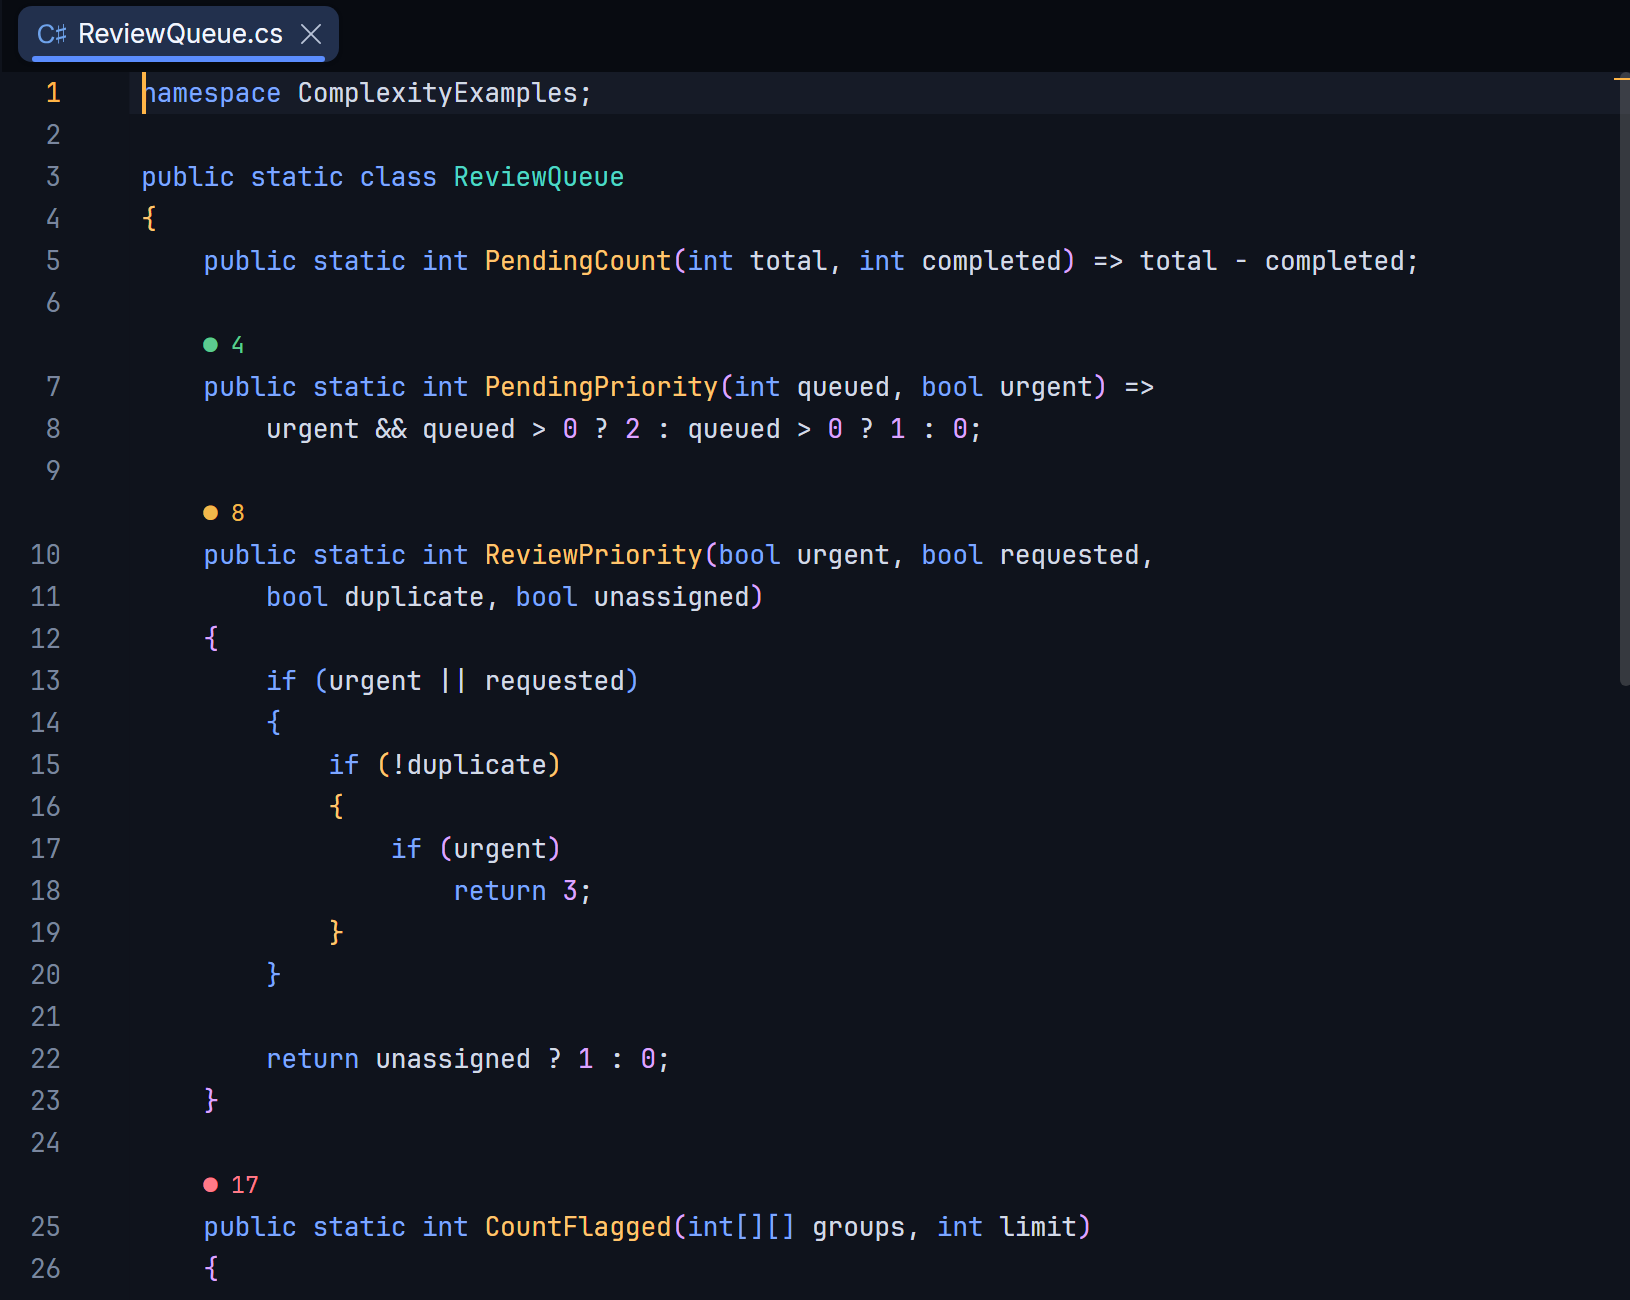 C# ReviewQueue.cs
1 namespace ComplexityExamples;
2
3 public static class ReviewQueue
4 {
5     public static int PendingCount(int total, int completed) => total - completed;
6
    ● 4
7     public static int PendingPriority(int queued, bool urgent) =>
8         urgent && queued > 0 ? 2 : queued > 0 ? 1 : 0;
9
    ● 8
10     public static int ReviewPriority(bool urgent, bool requested,
11         bool duplicate, bool unassigned)
12     {
13         if (urgent || requested)
14         {
15             if (!duplicate)
16             {
17                 if (urgent)
18                     return 3;
19             }
20         }
21
22         return unassigned ? 1 : 0;
23     }
24
    ● 17
25     public static int CountFlagged(int[][] groups, int limit)
26     {